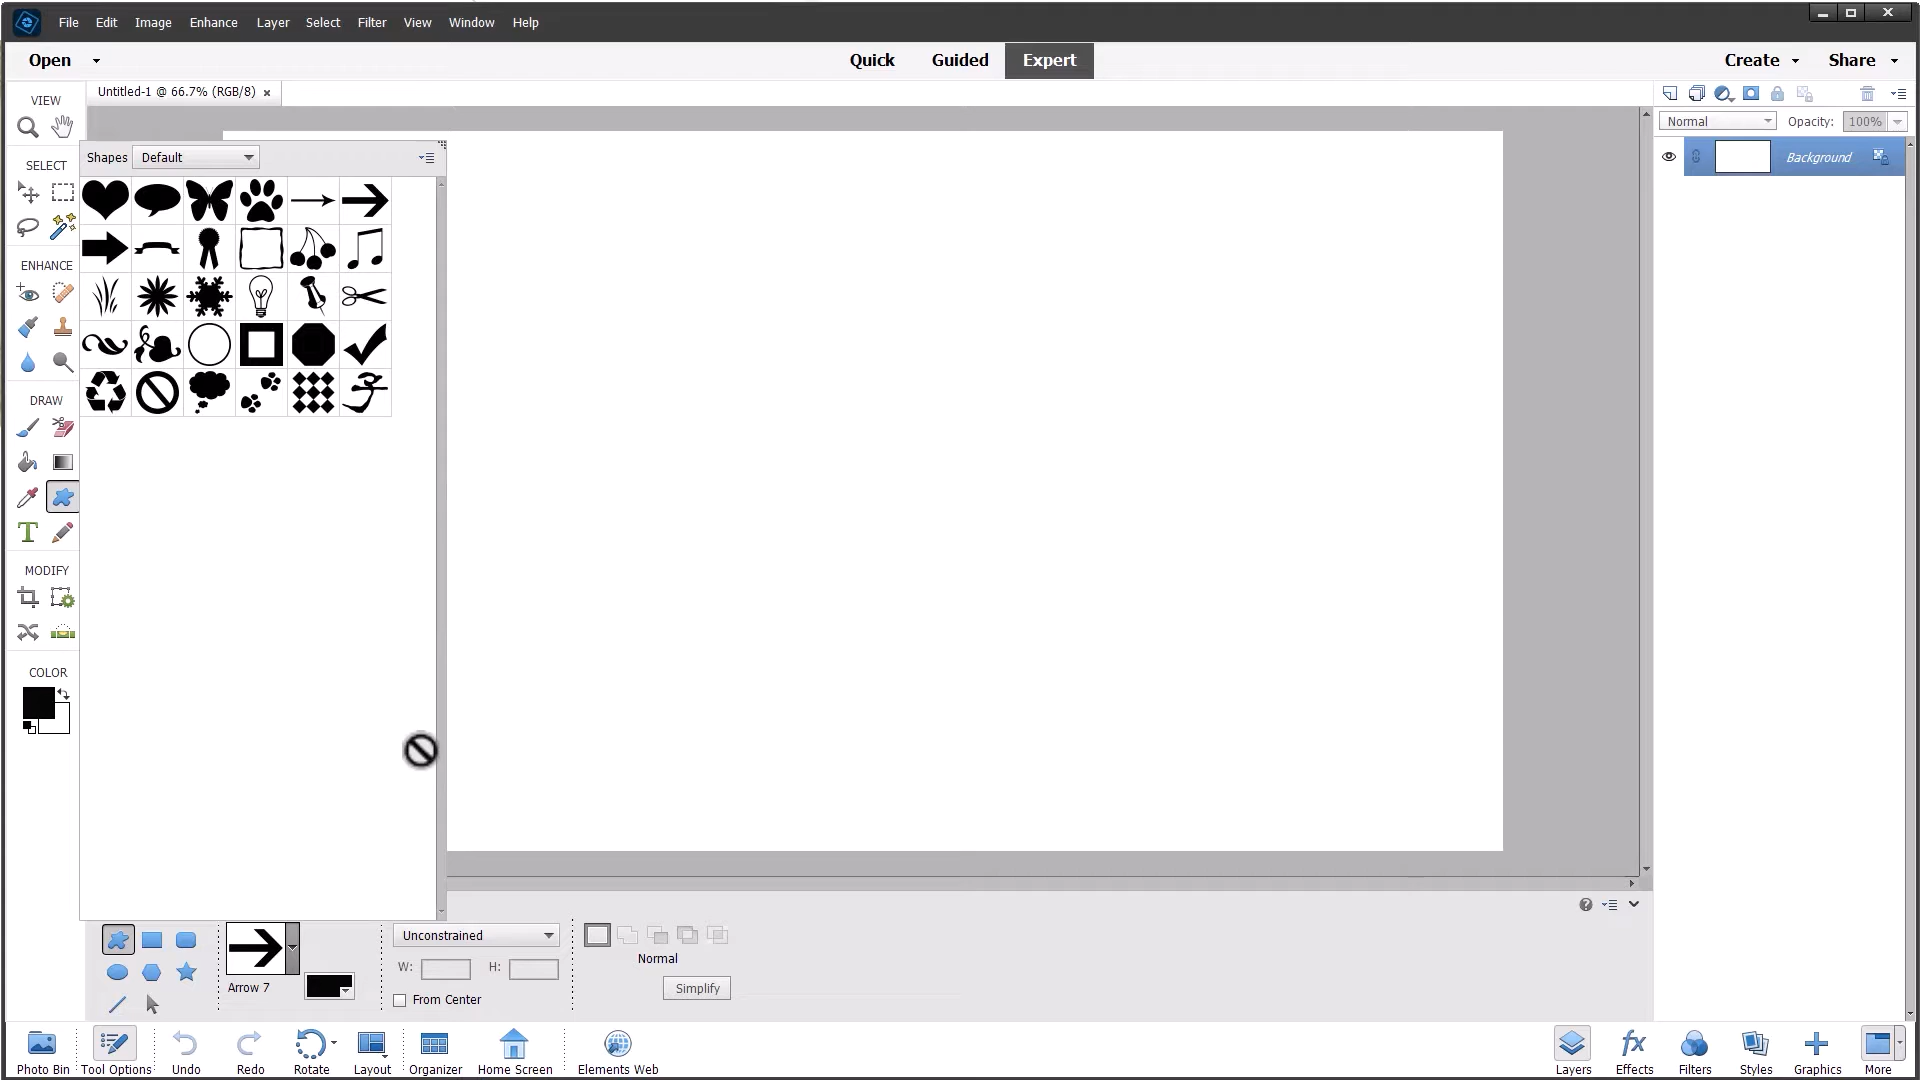 File Edit Image Enhance Layer Select Filter View Window Help
Open Quick Guided Expert Create Share
VIEW
Untitled-1 @ 66.7% (RGB/8) ×
Normal Opacity: 100%
Shapes Default
Background
SELECT
ENHANCE
DRAW
T
MODIFY
COLOR
Unconstrained
W: H:
Normal
Arrow 7
Simplify
From Center
fx
Photo Bin Tool Options Undo Redo Rotate Layout Organizer Home Screen Elements Web Layers Effects Filters Styles Graphics More